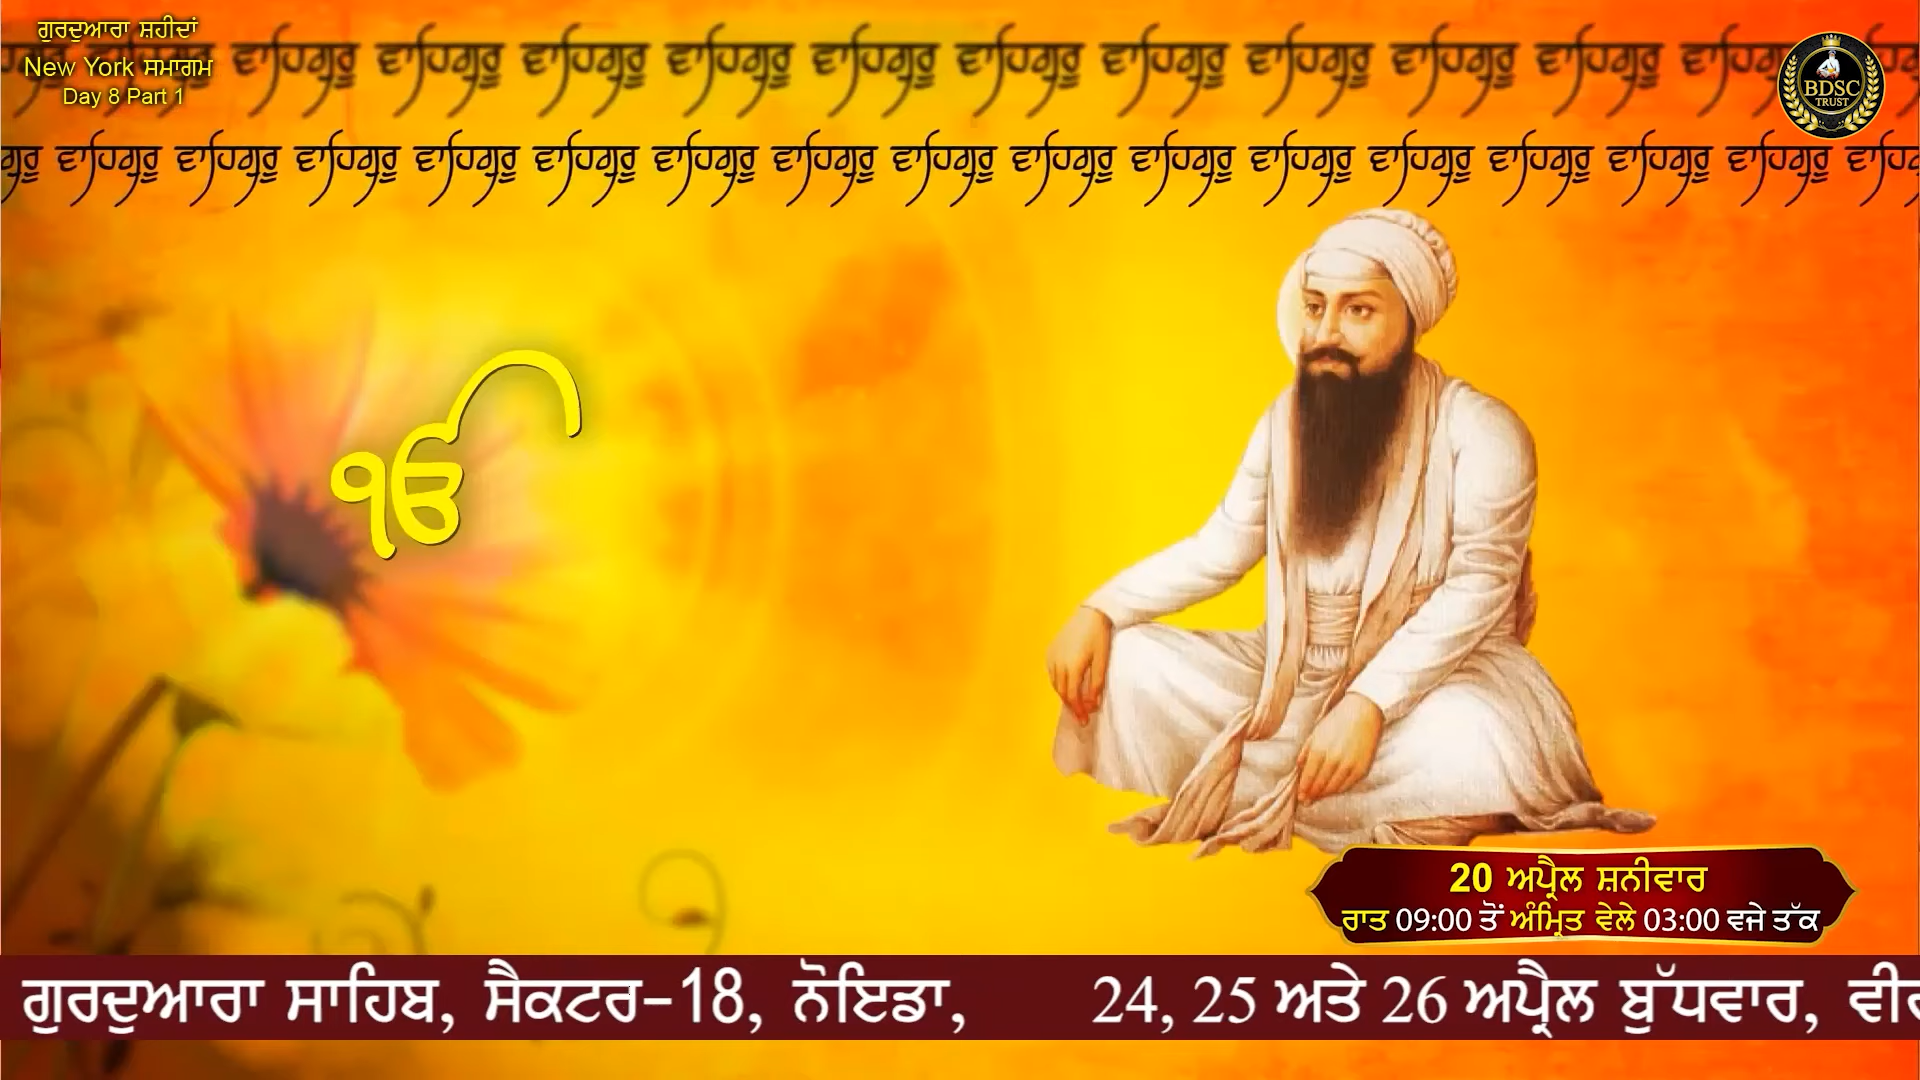 ਗੁਰਦੁਆਰਾ ਸ਼ਹੀਦਾਂ
New York ਸਮਾਗਮ
Day 8 Part 1
ਵਾਹਿਗੁਰੂ ਵਾਹਿਗੁਰੂ ਵਾਹਿਗੁਰੂ ਵਾਹਿਗੁਰੂ ਵਾਹਿਗੁਰੂ ਵਾਹਿਗੁਰੂ ਵਾਹਿਗੁਰੂ ਵਾਹਿਗੁਰੂ ਵਾਹਿਗੁਰੂ ਵਾਹਿਗੁਰੂ ਵਾਹਿਗੁਰੂ
BDSC
TRUST
ਗੁਰੂ ਵਾਹਿਗੁਰੂ ਵਾਹਿਗੁਰੂ ਵਾਹਿਗੁਰੂ ਵਾਹਿਗੁਰੂ ਵਾਹਿਗੁਰੂ ਵਾਹਿਗੁਰੂ ਵਾਹਿਗੁਰੂ ਵਾਹਿਗੁਰੂ ਵਾਹਿਗੁਰੂ ਵਾਹਿਗੁਰੂ ਵਾਹਿਗੁਰੂ ਵਾਹਿਗੁਰੂ ਵਾਹਿਗੁਰੂ ਵਾਹਿਗੁਰੂ ਵਾਹਿਗੁ
ੴ
20 ਅਪ੍ਰੈਲ ਸ਼ਨੀਵਾਰ
ਰਾਤ 09:00 ਤੋਂ ਅੰਮ੍ਰਿਤ ਵੇਲੇ 03:00 ਵਜੇ ਤੱਕ
ਗੁਰਦੁਆਰਾ ਸਾਹਿਬ, ਸੈਕਟਰ-18, ਨੋਇਡਾ, 24, 25 ਅਤੇ 26 ਅਪ੍ਰੈਲ ਬੁੱਧਵਾਰ, ਵੀਰ